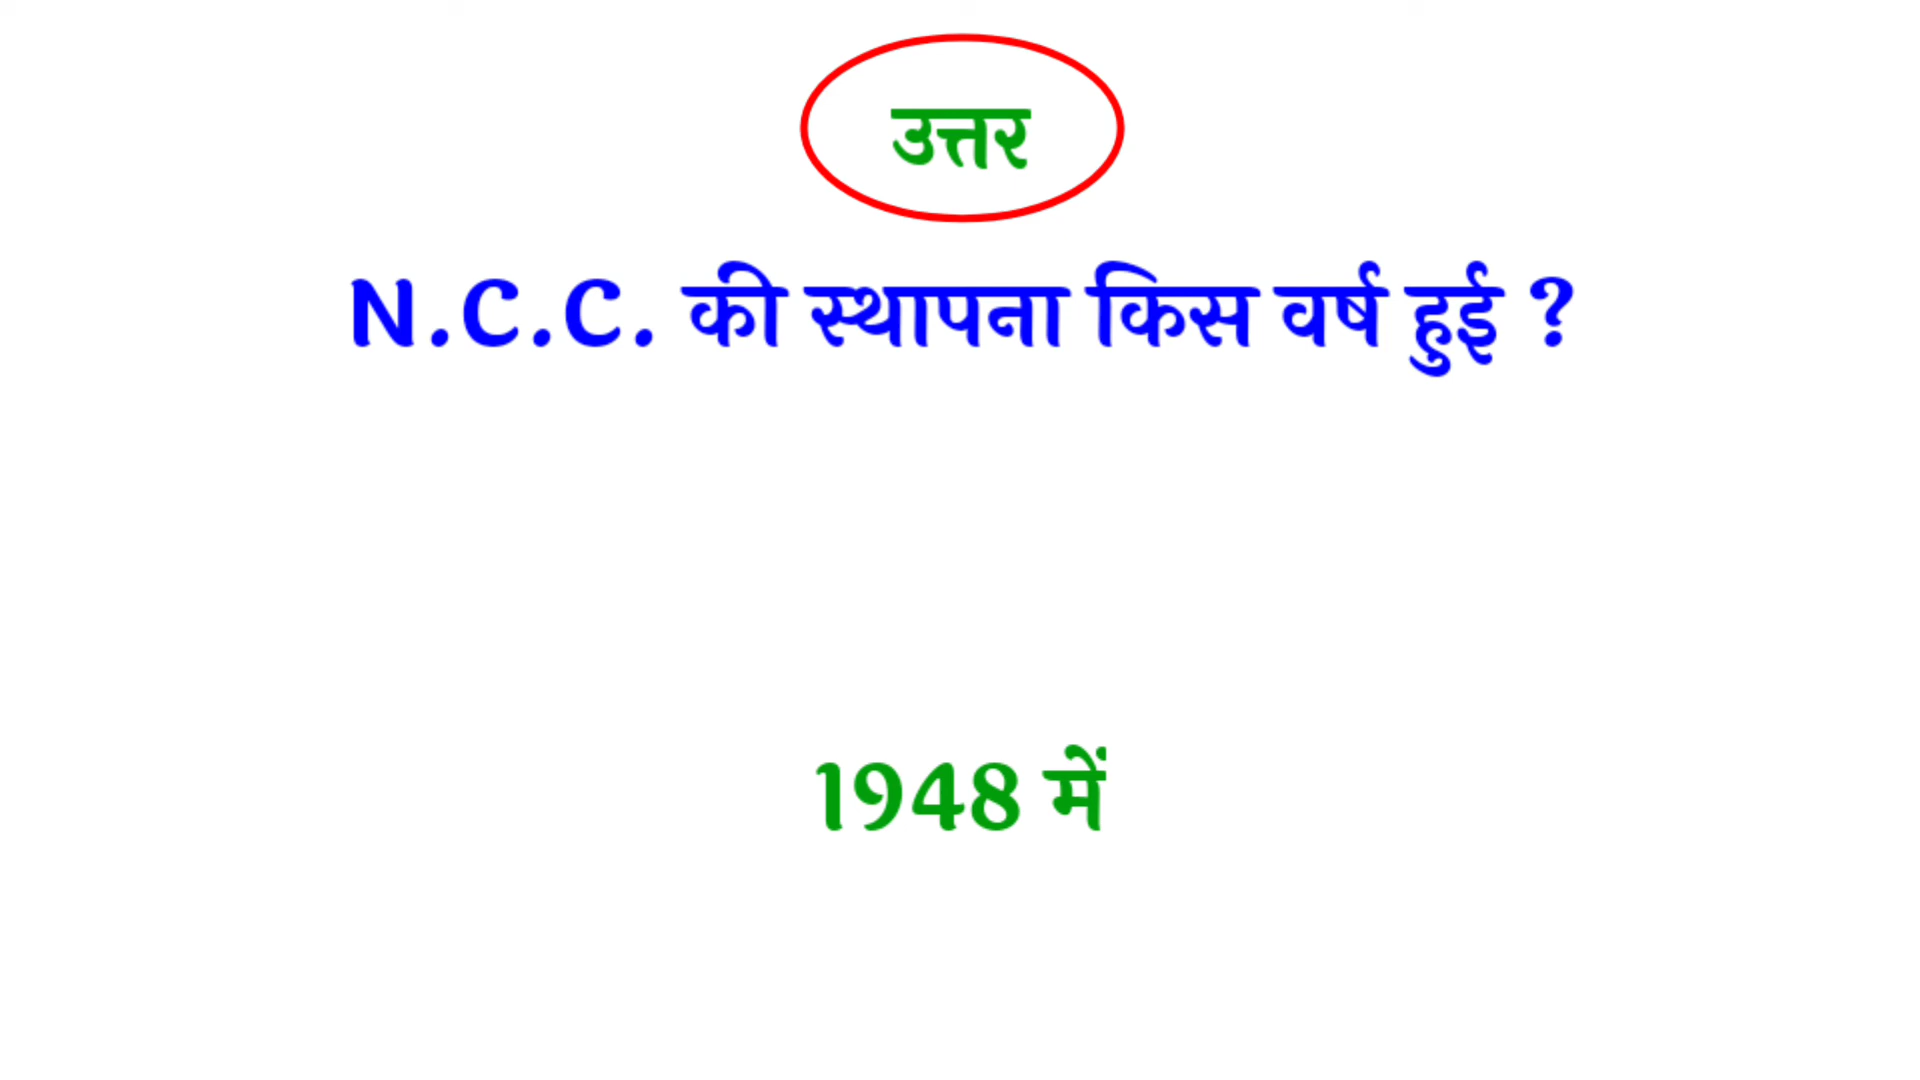 उत्तर
N.C.C. की स्थापना किस वर्ष हुई ?
1948 में